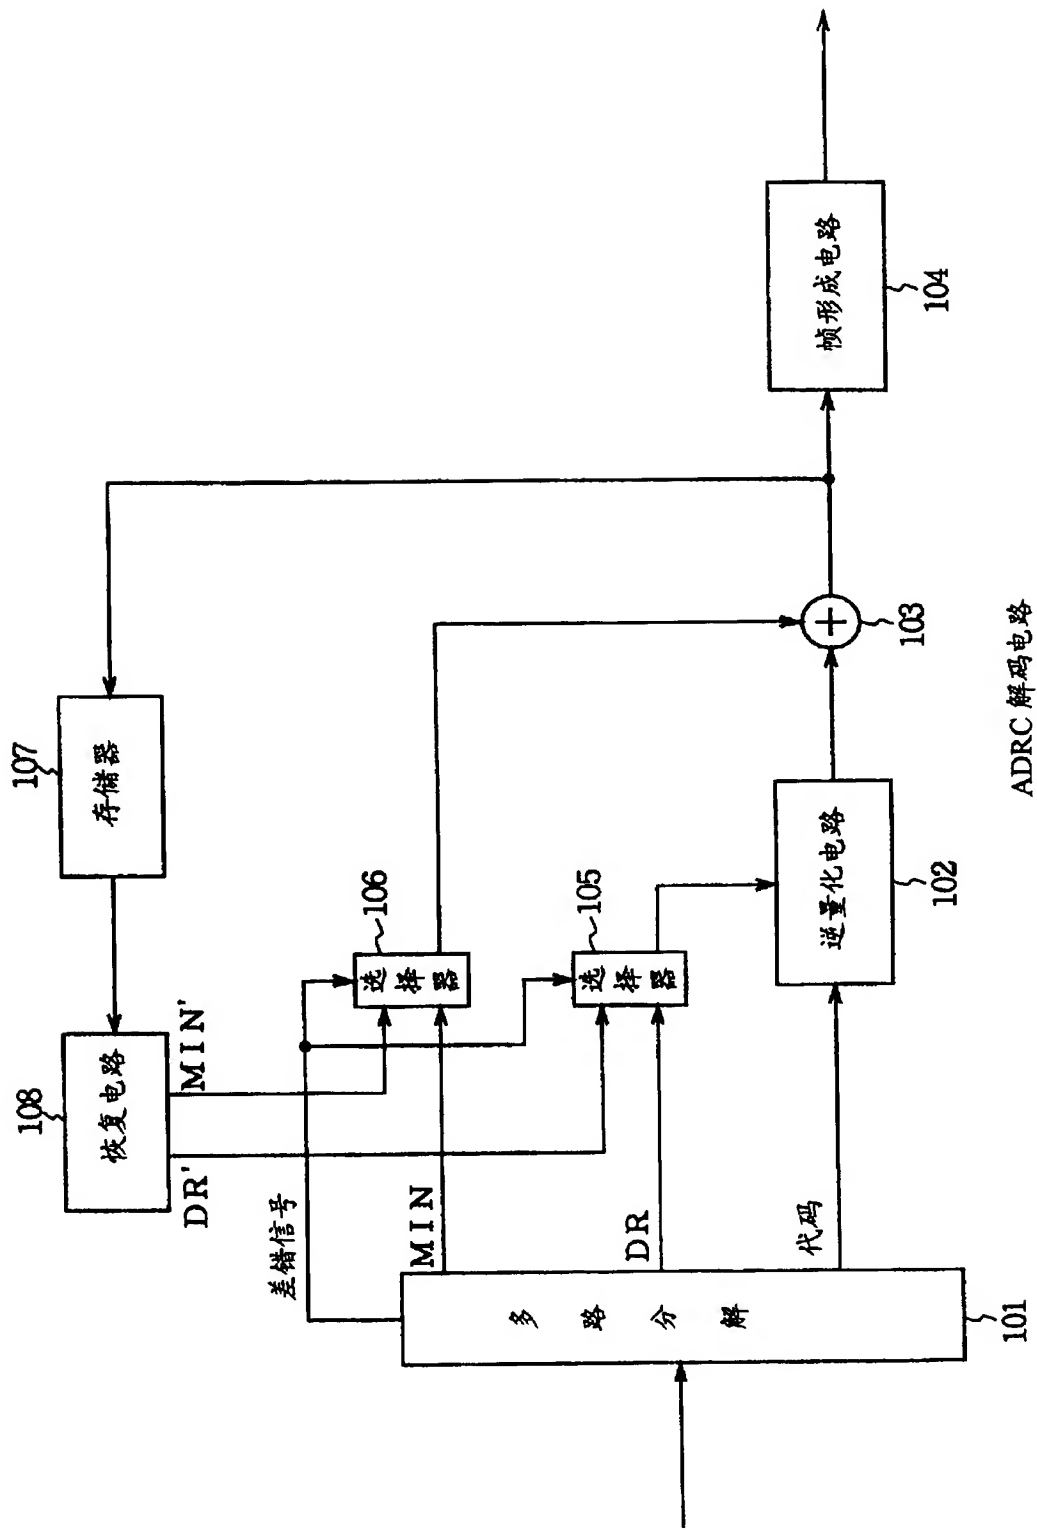 108
恢复电路
107
存储器
DR'
MIN'
差错信号
MIN
DR
代码
106
选择器
105
选择器
多路分解
101
逆量化电路
102
103
帧形成电路
104
ADRC 解码电路